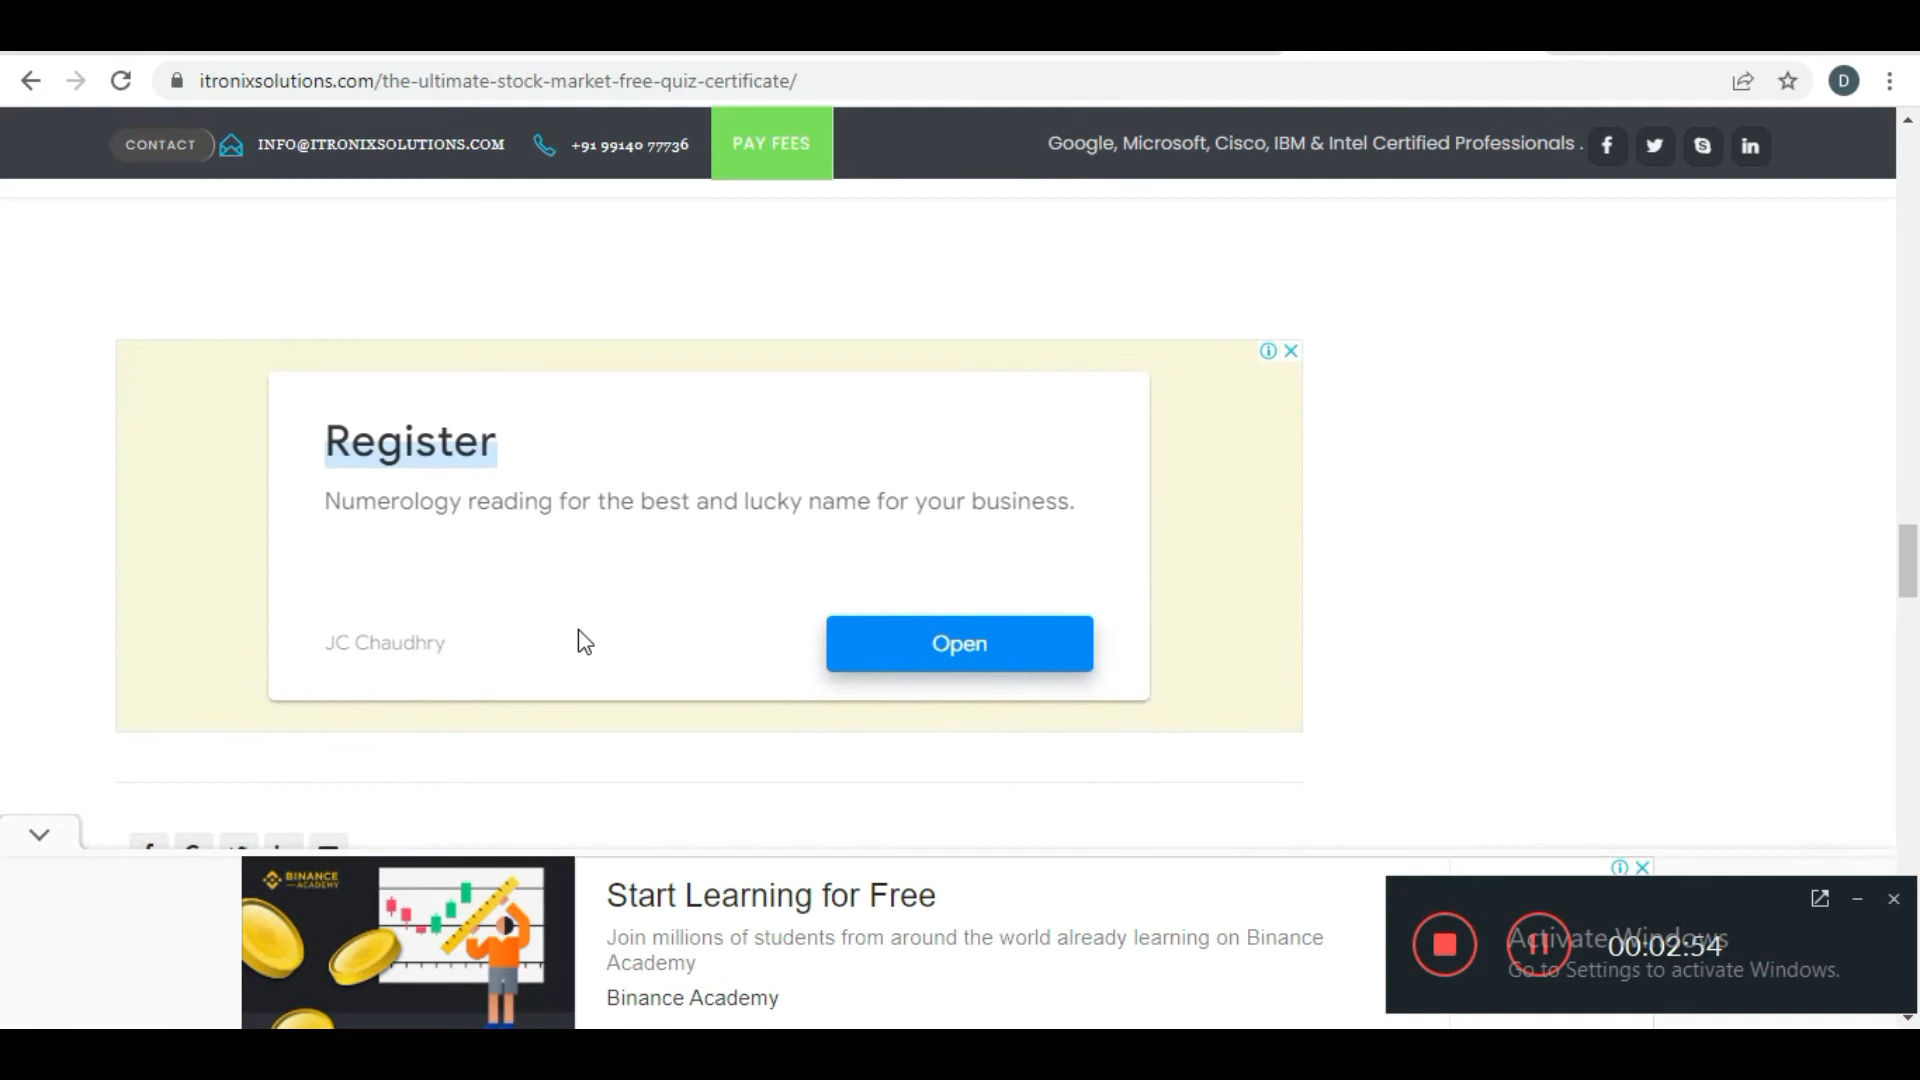 itronixsolutions.com/the-ultimate-stock-market-free-quiz-certificate/
D
CONTACT
INFO@ITRONIXSOLUTIONS.COM
+91 99140 77736
PAY FEES
Google, Microsoft, Cisco, IBM & Intel Certified Professionals .
Register
Numerology reading for the best and lucky name for your business.
JC Chaudhry
Open
BINANCE
ACADEMY
Start Learning for Free
Join millions of students from around the world already learning on Binance
Academy
Binance Academy
Activate Windows
00:02:54
Go to Settings to activate Windows.